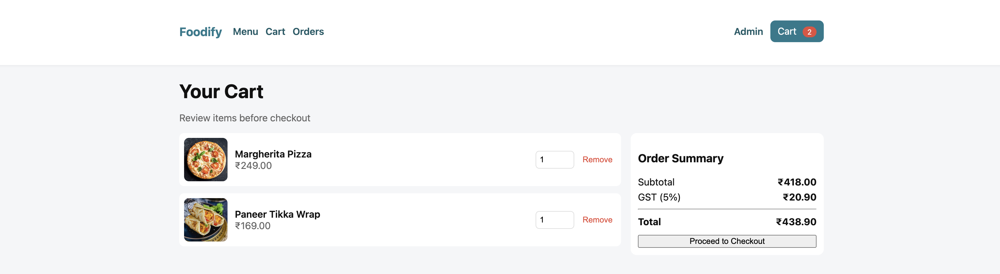 Foodify Menu Cart Orders Admin Cart 2
Your Cart
Review items before checkout
Margherita Pizza
₹249.00
1 Remove
Paneer Tikka Wrap
₹169.00
1 Remove
Order Summary
Subtotal ₹418.00
GST (5%) ₹20.90
Total ₹438.90
Proceed to Checkout